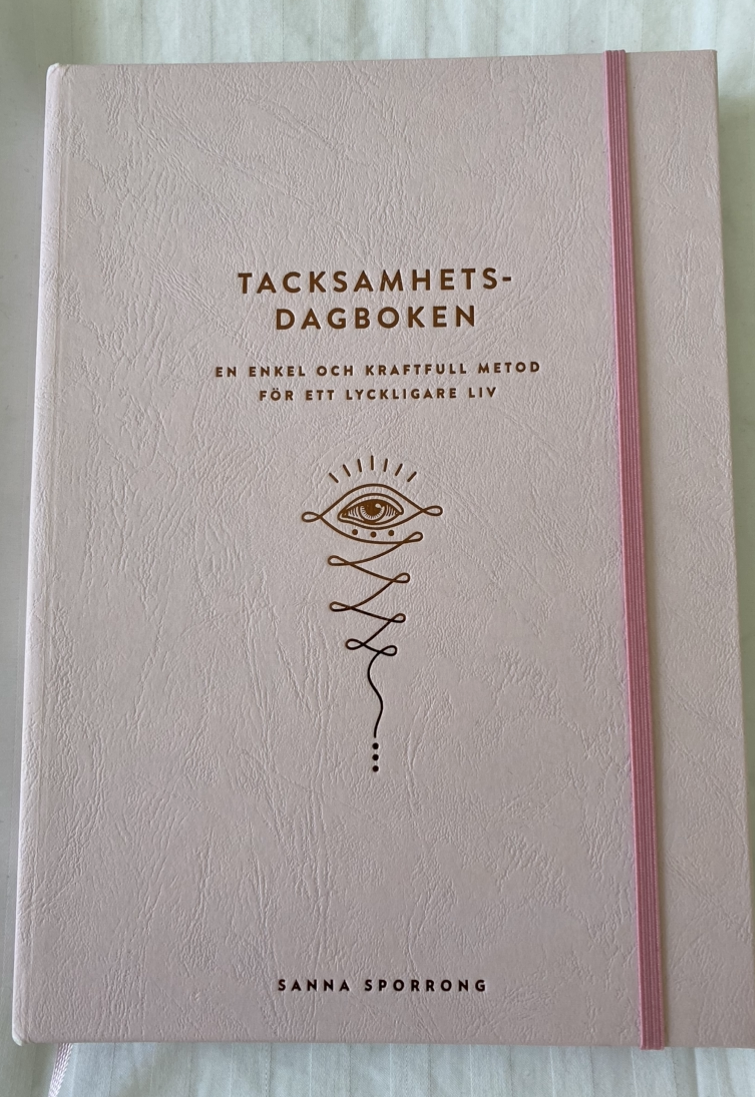 TACKSAMHETS-
DAGBOKEN
EN ENKEL OCH KRAFTFULL METOD
FÖR ETT LYCKLIGARE LIV
SANNA SPORRONG